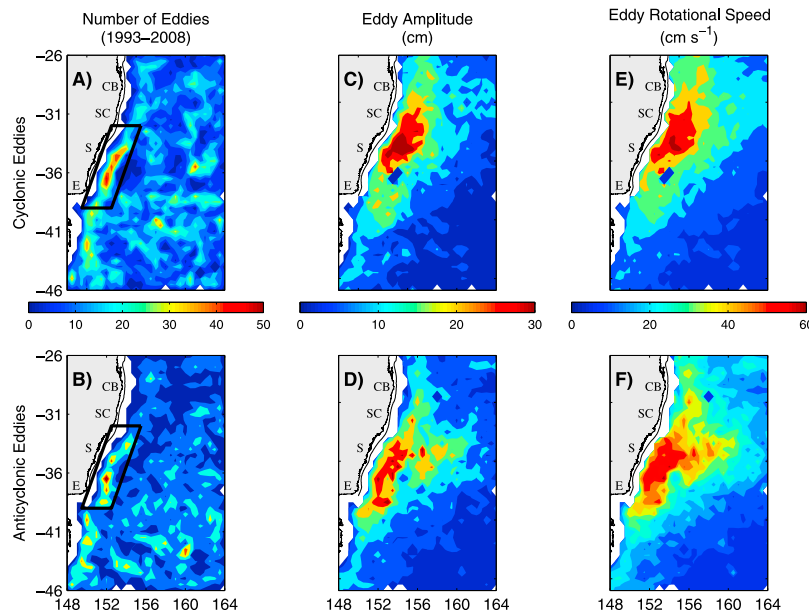 Number of Eddies
(1993−2008)
Eddy Amplitude
(cm)
Eddy Rotational Speed
(cm s−1)
Cyclonic Eddies
−26
−31
−36
−41
−46
A)
CB
SC
S
E
C)
CB
SC
S
E
E)
CB
SC
S
E
0 10 20 30 40 50
0 10 20 30
0 20 40 60
Anticyclonic Eddies
−26
−31
−36
−41
−46
B)
CB
SC
S
E
D)
CB
SC
S
E
F)
CB
SC
S
E
148 152 156 160 164
148 152 156 160 164
148 152 156 160 164